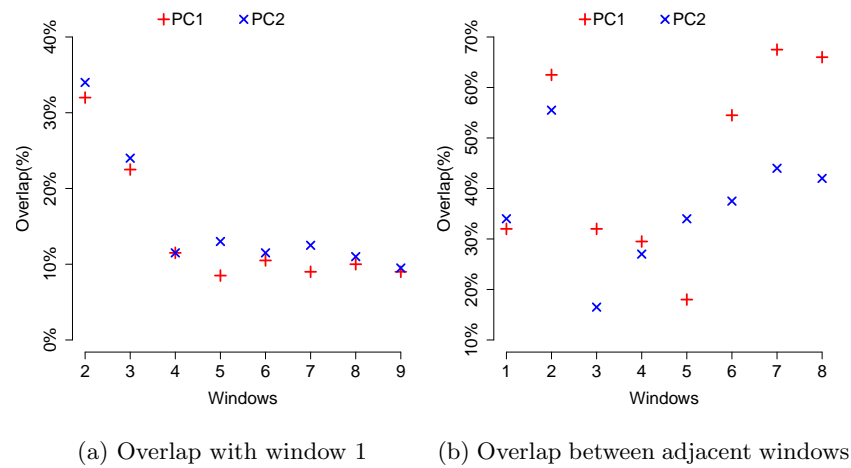 PC1 PC2
40%
30%
20%
10%
0%
Overlap(%)
2 3 4 5 6 7 8 9
Windows
(a) Overlap with window 1
PC1 PC2
70%
60%
50%
40%
30%
20%
10%
Overlap(%)
1 2 3 4 5 6 7 8
Windows
(b) Overlap between adjacent windows